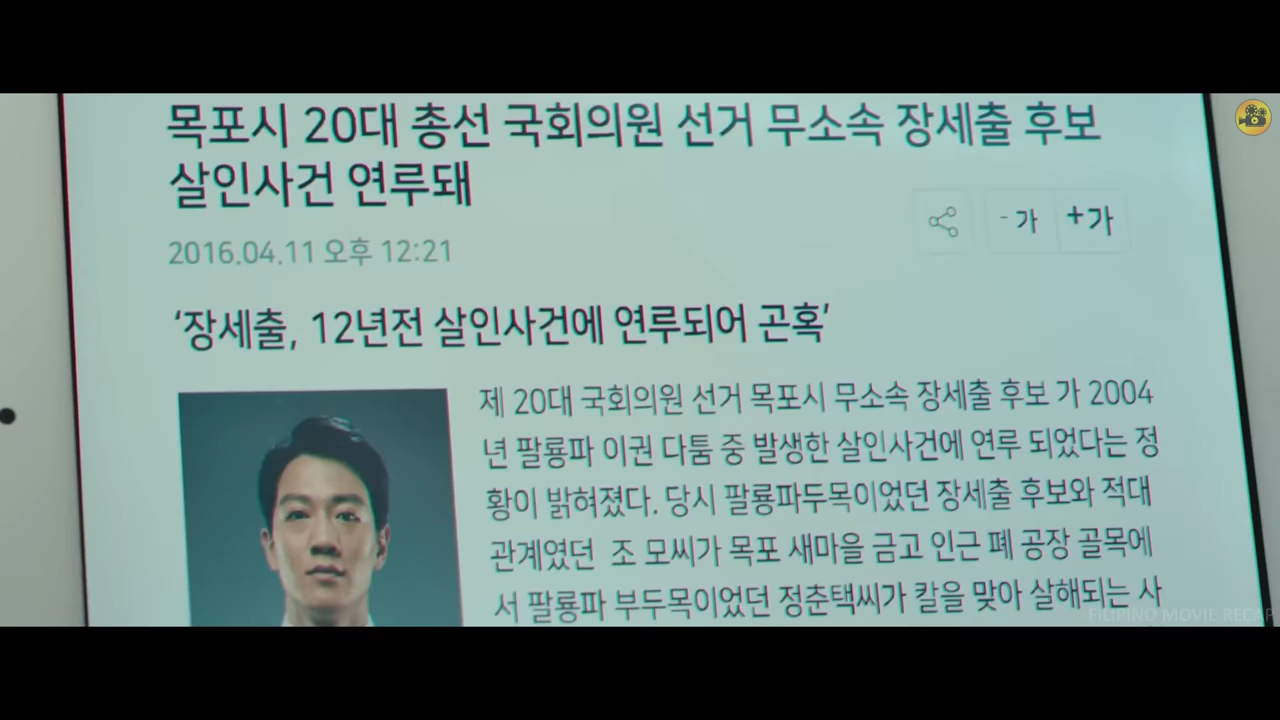 목포시 20대 총선 국회의원 선거 무소속 장세출 후보
살인사건 연루돼
2016.04.11 오후 12:21
-가 +가
‘장세출, 12년전 살인사건에 연루되어 곤혹’
제 20대 국회의원 선거 목포시 무소속 장세출 후보 가 2004
년 팔룡파 이권 다툼 중 발생한 살인사건에 연루 되었다는 정
황이 밝혀졌다. 당시 팔룡파두목이었던 장세출 후보와 적대
관계였던 조 모씨가 목포 새마을 금고 인근 폐 공장 골목에
서 팔룡파 부두목이었던 정춘택씨가 칼을 맞아 살해되는 사
FILIPINO MOVIE RECAP